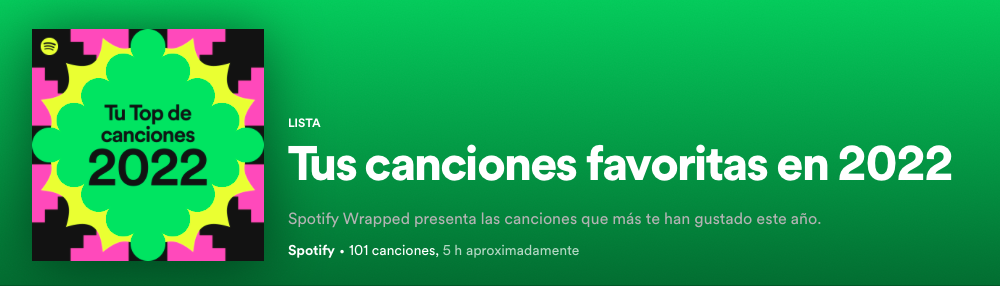 Tu Top de
canciones
2022
LISTA
Tus canciones favoritas en 2022
Spotify Wrapped presenta las canciones que más te han gustado este año.
Spotify • 101 canciones, 5 h aproximadamente